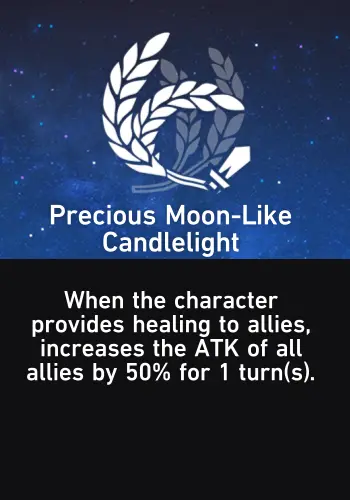 Precious Moon-Like
Candlelight
When the character
provides healing to allies,
increases the ATK of all
allies by 50% for 1 turn(s).